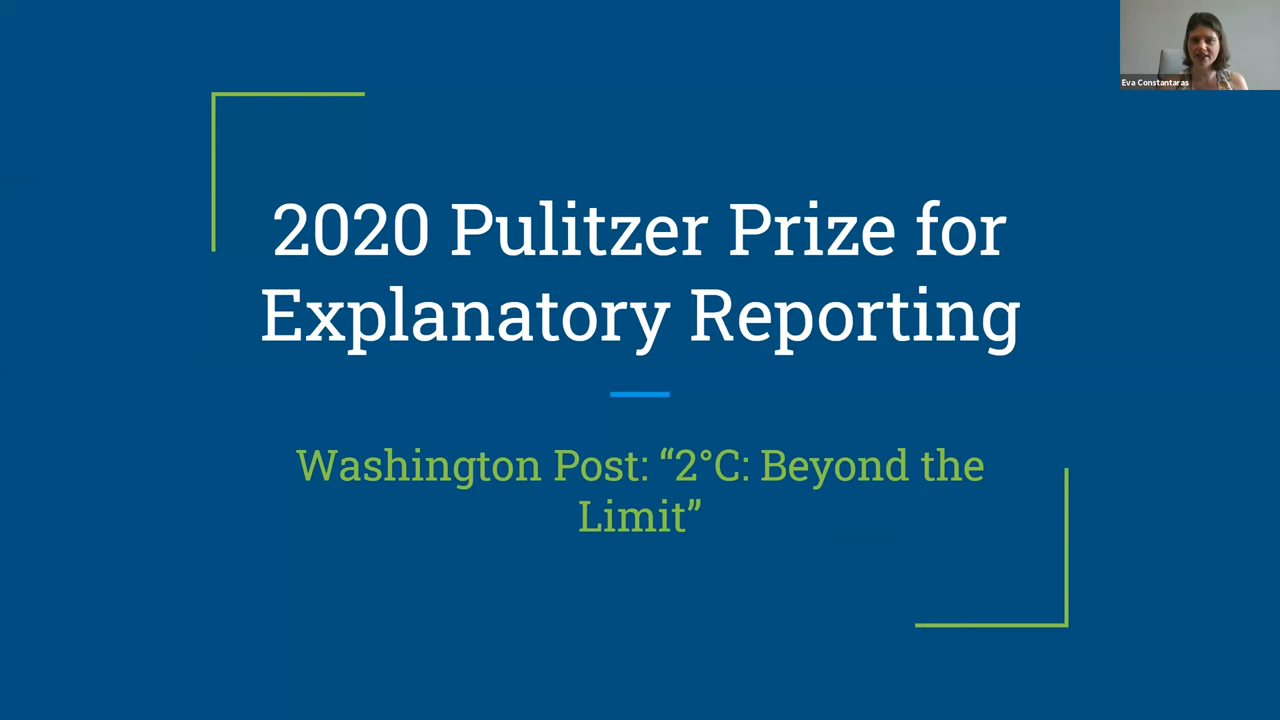 Eva Constantaras
2020 Pulitzer Prize for
Explanatory Reporting
Washington Post: “2°C: Beyond the
Limit”